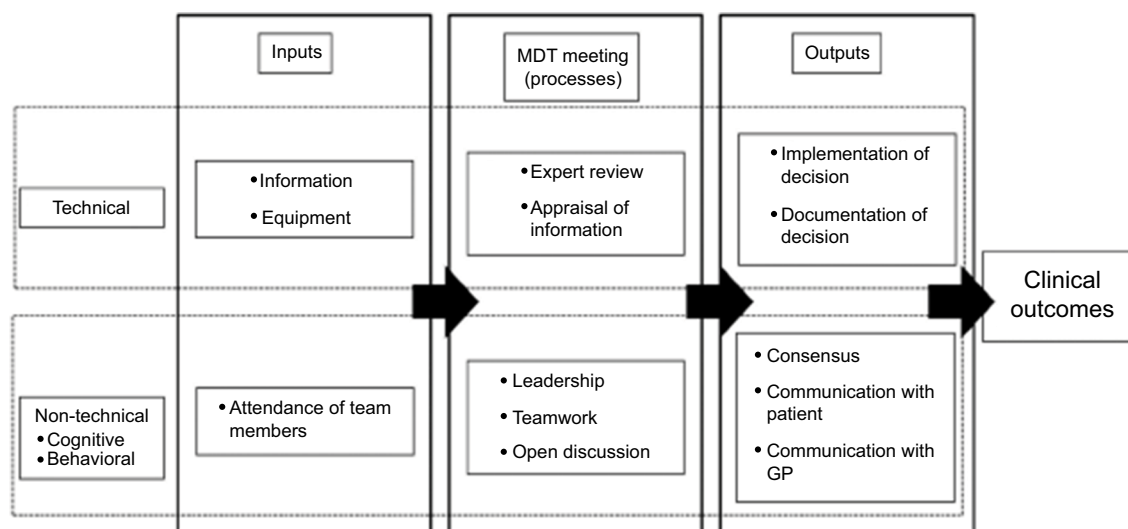 Inputs
MDT meeting
(processes)
Outputs
Technical
• Information
• Equipment
• Expert review
• Appraisal of
information
• Implementation of
decision
• Documentation of
decision
Clinical
outcomes
Non-technical
• Cognitive
• Behavioral
• Attendance of team
members
• Leadership
• Teamwork
• Open discussion
• Consensus
• Communication with
patient
• Communication with
GP